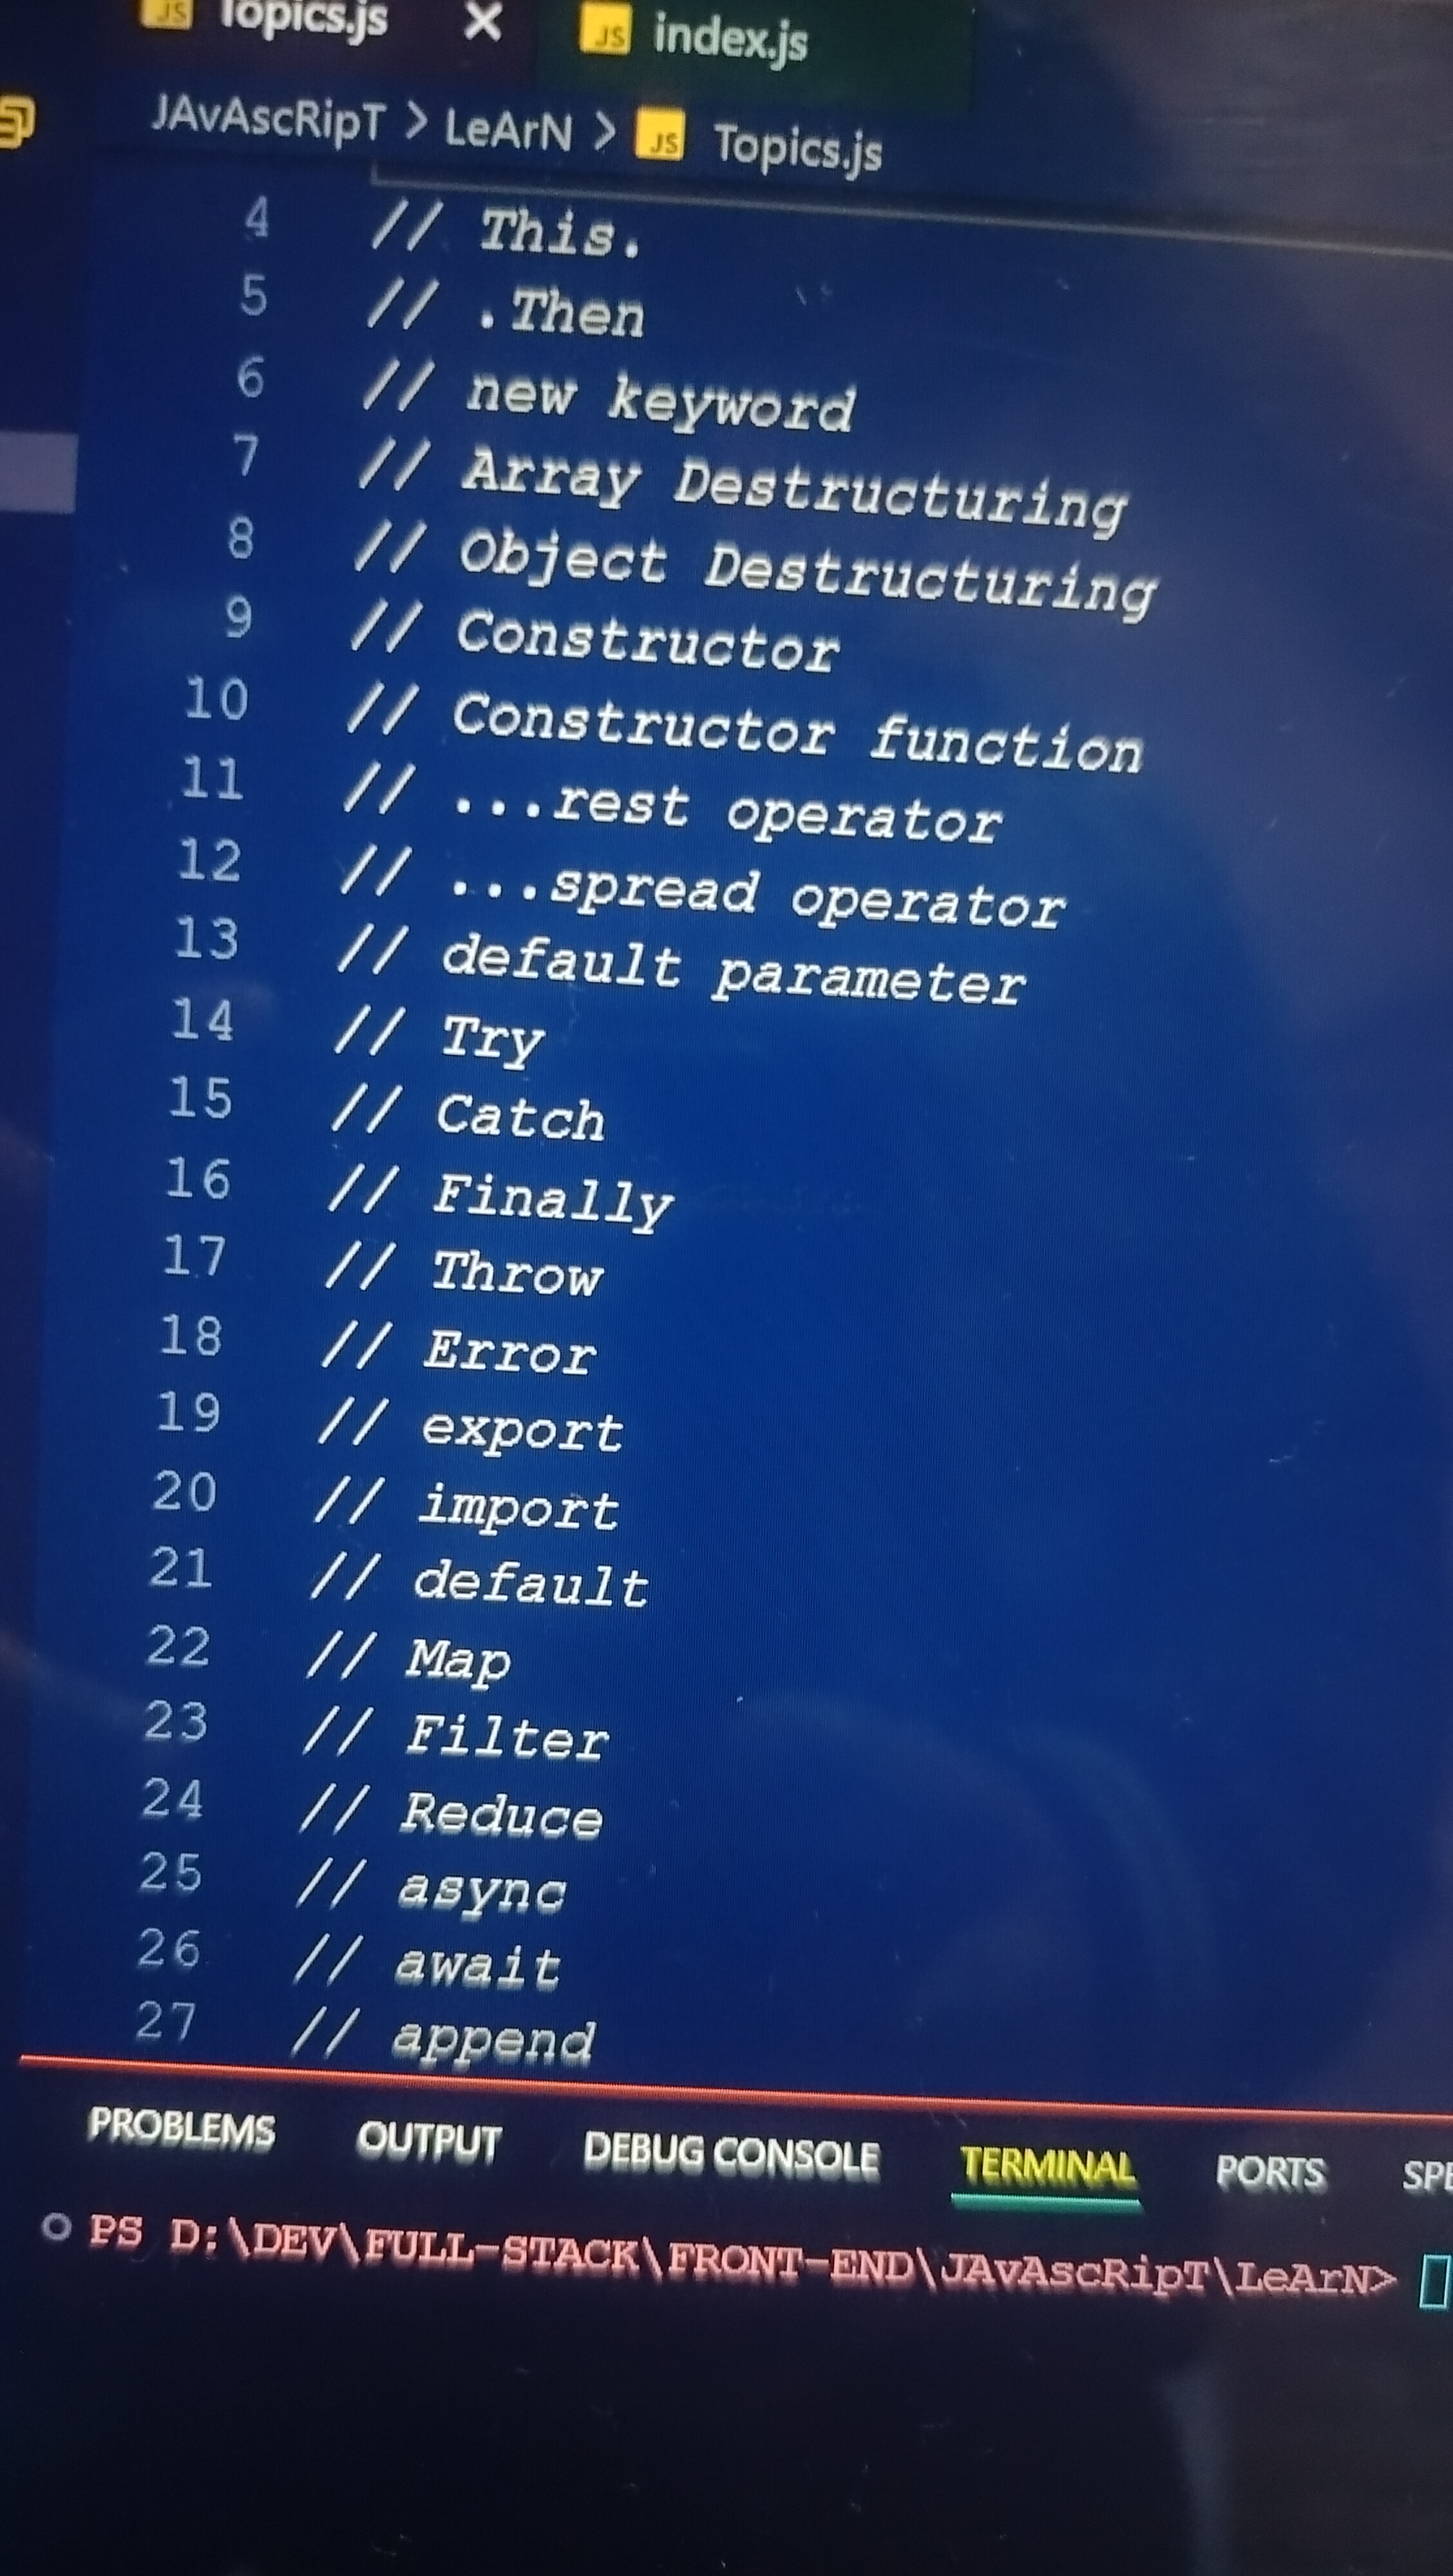 JS Topics.js ×
JS index.js
JAvAscRipT > LeArN > JS Topics.js
4 // This.
5 // .Then
6 // new keyword
7 // Array Destructuring
8 // Object Destructuring
9 // Constructor
10 // Constructor function
11 // ...rest operator
12 // ...spread operator
13 // default parameter
14 // Try
15 // Catch
16 // Finally
17 // Throw
18 // Error
19 // export
20 // import
21 // default
22 // Map
23 // Filter
24 // Reduce
25 // async
26 // await
27 // append
PROBLEMS OUTPUT DEBUG CONSOLE TERMINAL PORTS
PS D:\DEV\FULL-STACK\FRONT-END\JAvAscRipT\LeArN>